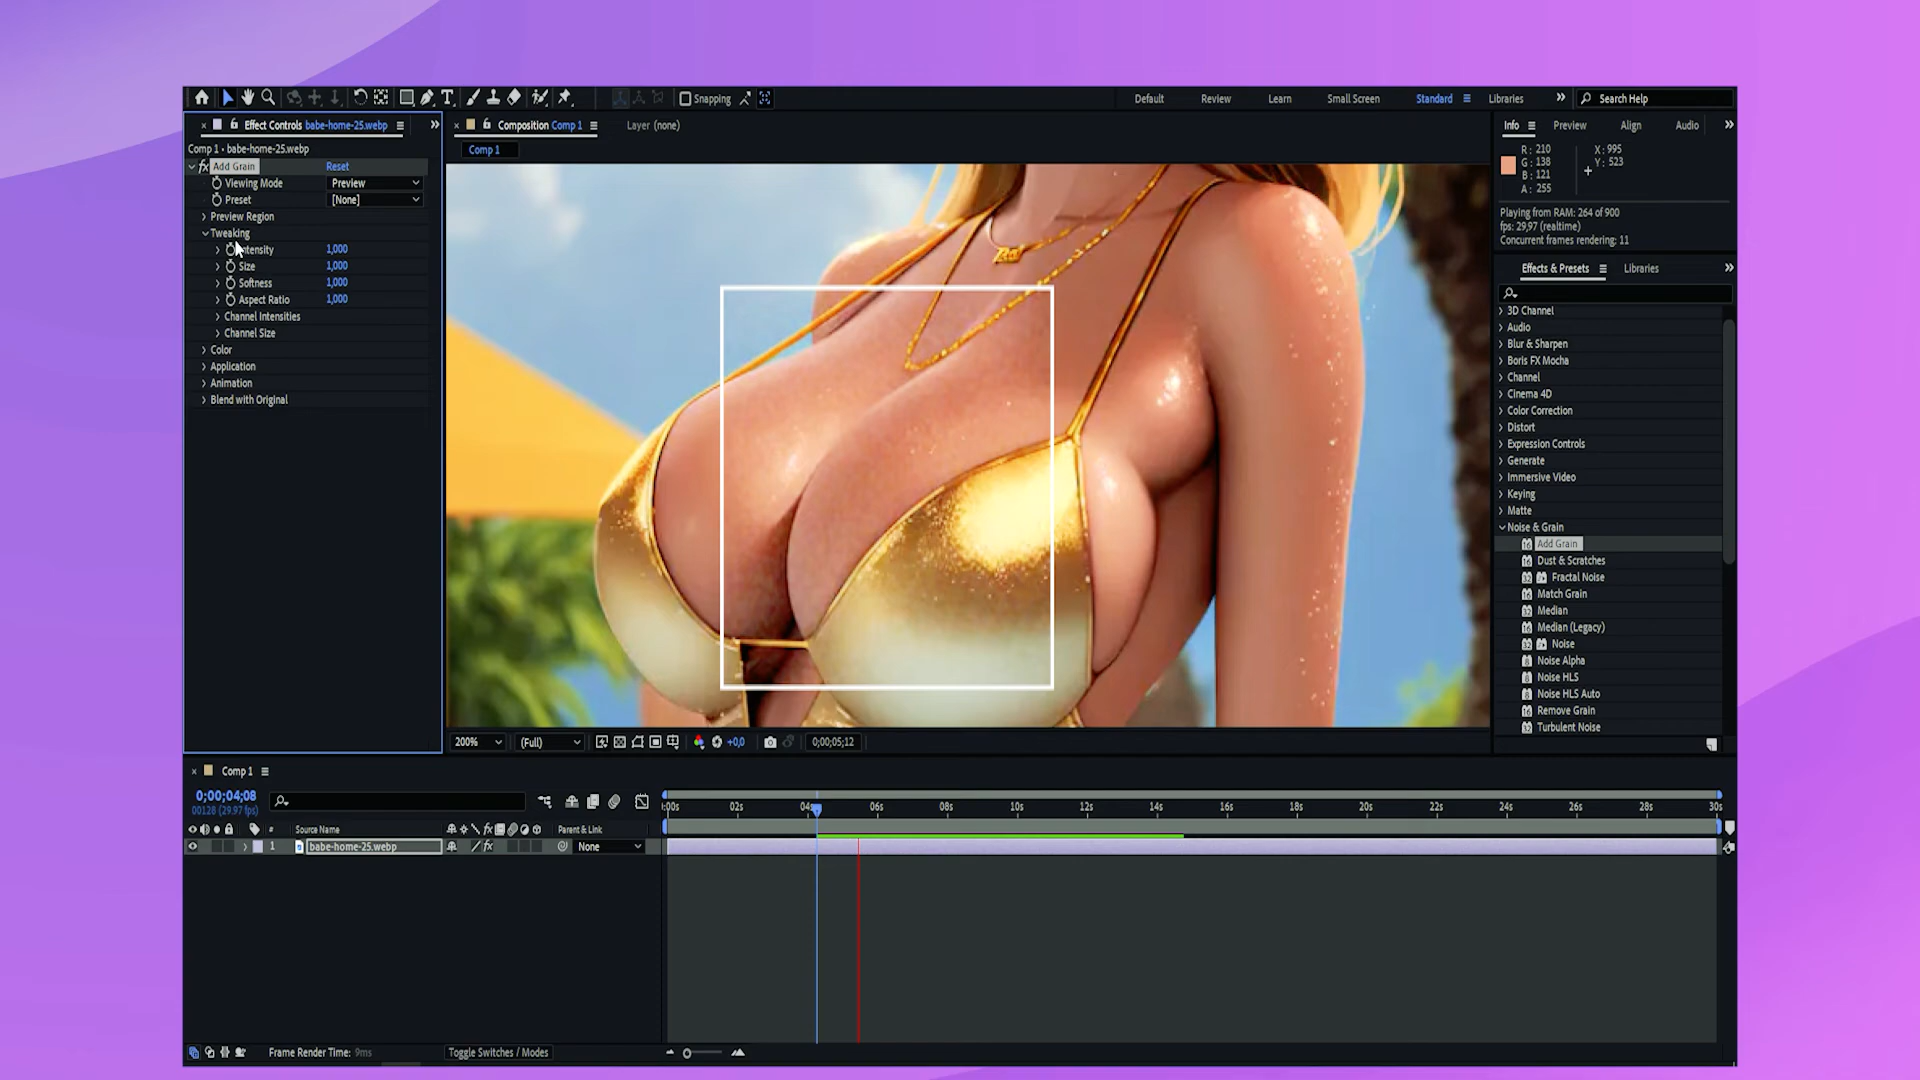 Snapping
Default
Review
Learn
Small Screen
Standard
Libraries
Search Help
Effect Controls babe-home-25.webp
Comp 1 • babe-home-25.webp
fx Add Grain Reset
Viewing Mode Preview
Preset [None]
Preview Region
Tweaking
Intensity 1,000
Size 1,000
Softness 1,000
Aspect Ratio 1,000
Channel Intensities
Channel Size
Color
Application
Animation
Blend with Original
Composition Comp 1
Layer (none)
Comp 1
200%
(Full)
+0,0
0;00;05;12
Info
Preview
Align
Audio
R: 210
G: 138
B: 121
A: 255
X: 995
Y: 523
Playing from RAM: 264 of 900
fps: 29,97 (realtime)
Concurrent frames rendering: 11
Effects & Presets
Libraries
3D Channel
Audio
Blur & Sharpen
Boris FX Mocha
Channel
Cinema 4D
Color Correction
Distort
Expression Controls
Generate
Immersive Video
Keying
Matte
Noise & Grain
Add Grain
Dust & Scratches
Fractal Noise
Match Grain
Median
Median (Legacy)
Noise
Noise Alpha
Noise HLS
Noise HLS Auto
Remove Grain
Turbulent Noise
Comp 1
0;00;04;08
00128 (29.97 fps)
# Source Name
Parent & Link
1 babe-home-25.webp
None
:00s 02s 04s 06s 08s 10s 12s 14s 16s 18s 20s 22s 24s 26s 28s 30s
Frame Render Time: 9ms
Toggle Switches / Modes